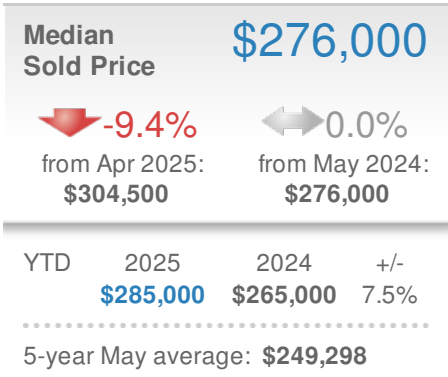 Median
Sold Price
$276,000
-9.4%
0.0%
from Apr 2025:
from May 2024:
$304,500
$276,000
YTD 2025 2024 +/-
$285,000 $265,000 7.5%
5-year May average: $249,298